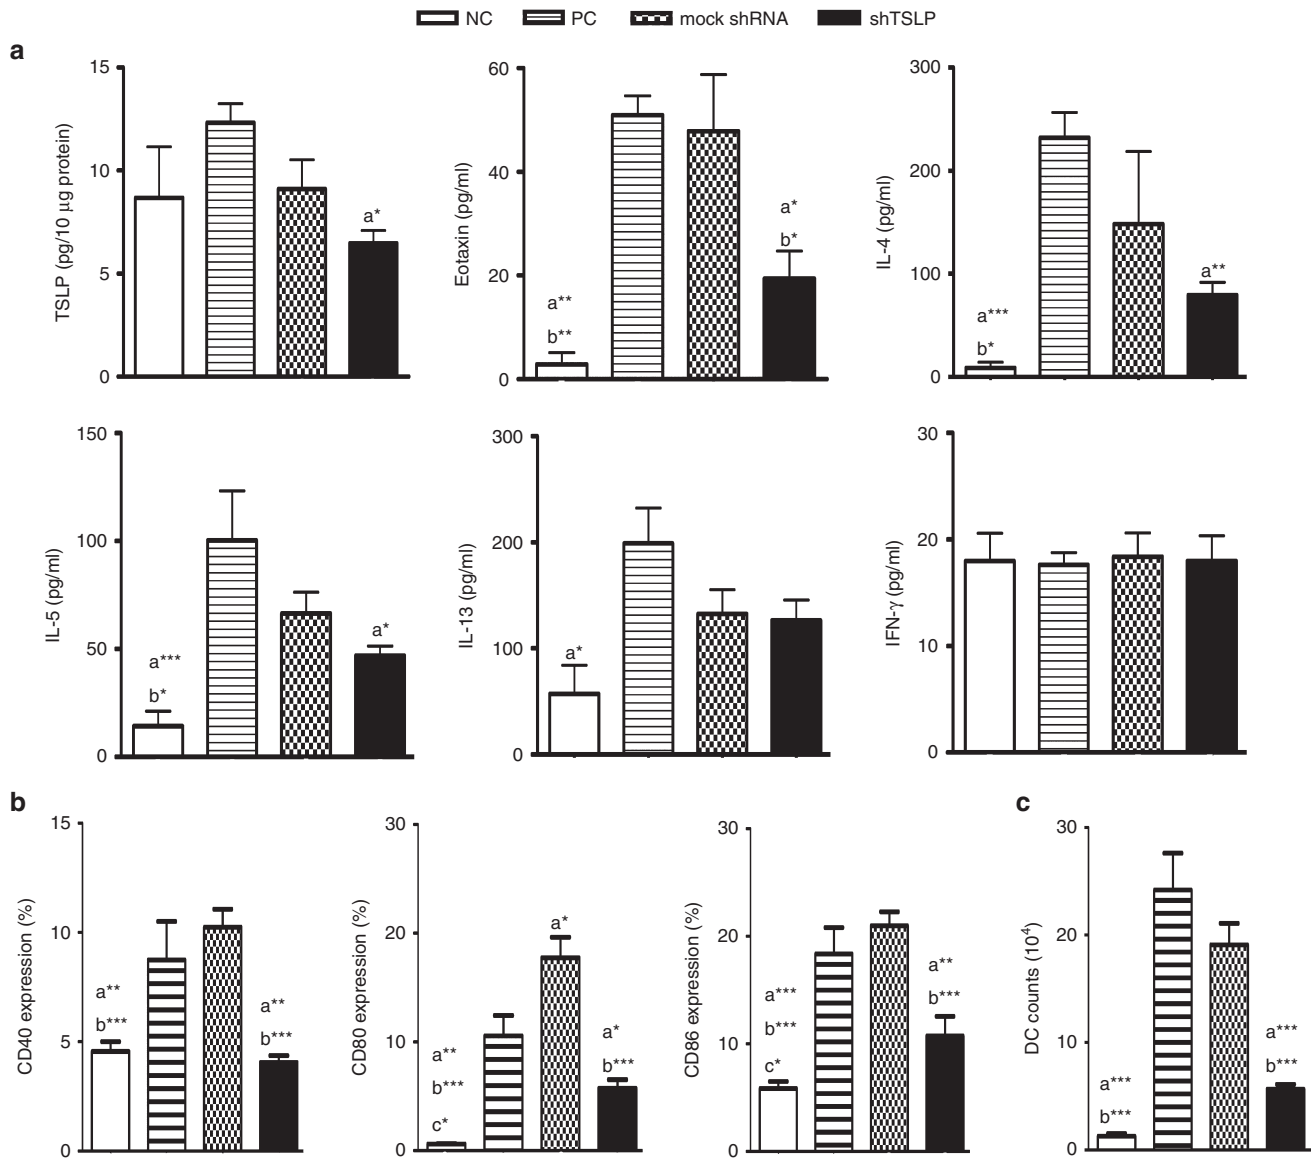 NC PC mock shRNA shTSLP
a
TSLP (pg/10 μg protein)
15
10
5
0
a*
Eotaxin (pg/ml)
60
40
20
0
a**
b**
a*
b*
IL-4 (pg/ml)
300
200
100
0
a***
b*
a**
IL-5 (pg/ml)
150
100
50
0
a***
b*
a*
IL-13 (pg/ml)
300
200
100
0
a*
IFN-γ (pg/ml)
30
20
10
0
b
CD40 expression (%)
15
10
5
0
a**
b***
a**
b***
CD80 expression (%)
30
20
10
0
a**
b***
c*
a*
a*
b***
CD86 expression (%)
30
20
10
0
a***
b***
c*
a**
b***
c
DC counts (10⁴)
30
20
10
0
a***
b***
a***
b***